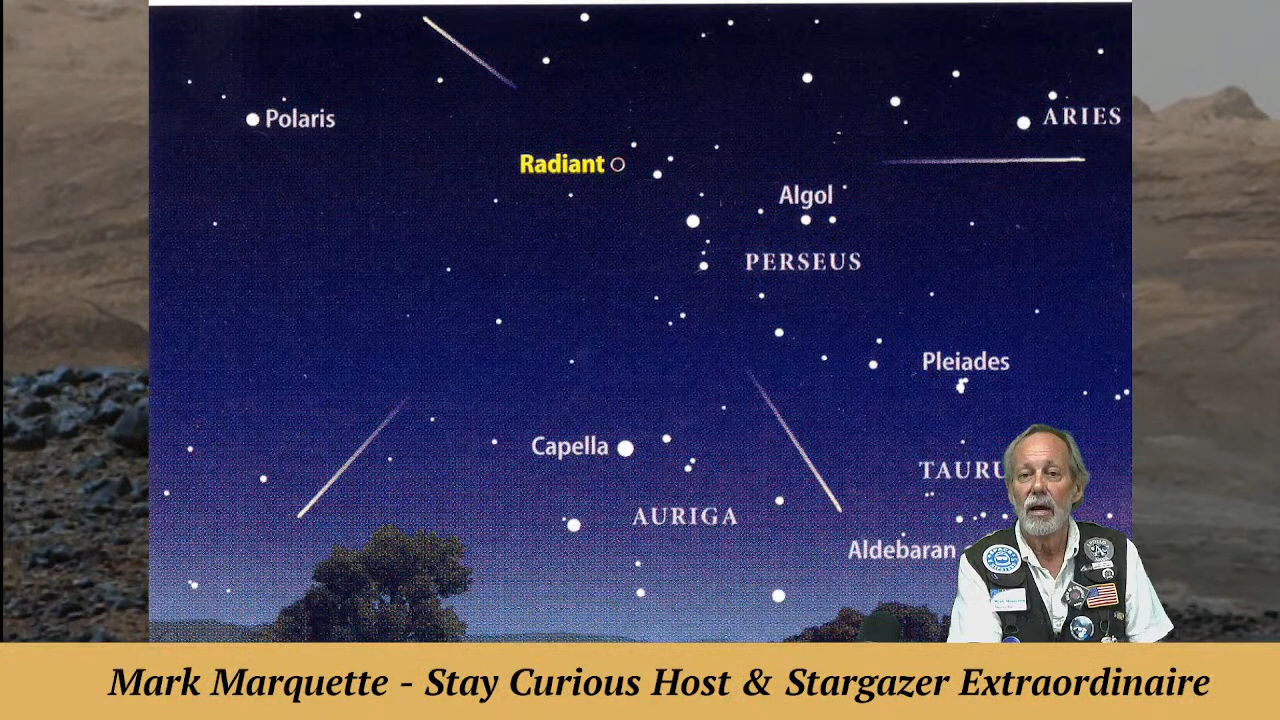 Polaris
ARIES
Radiant
Algol
PERSEUS
Pleiades
Capella
TAURU
AURIGA
Aldebaran
Mark Marquette - Stay Curious Host & Stargazer Extraordinaire